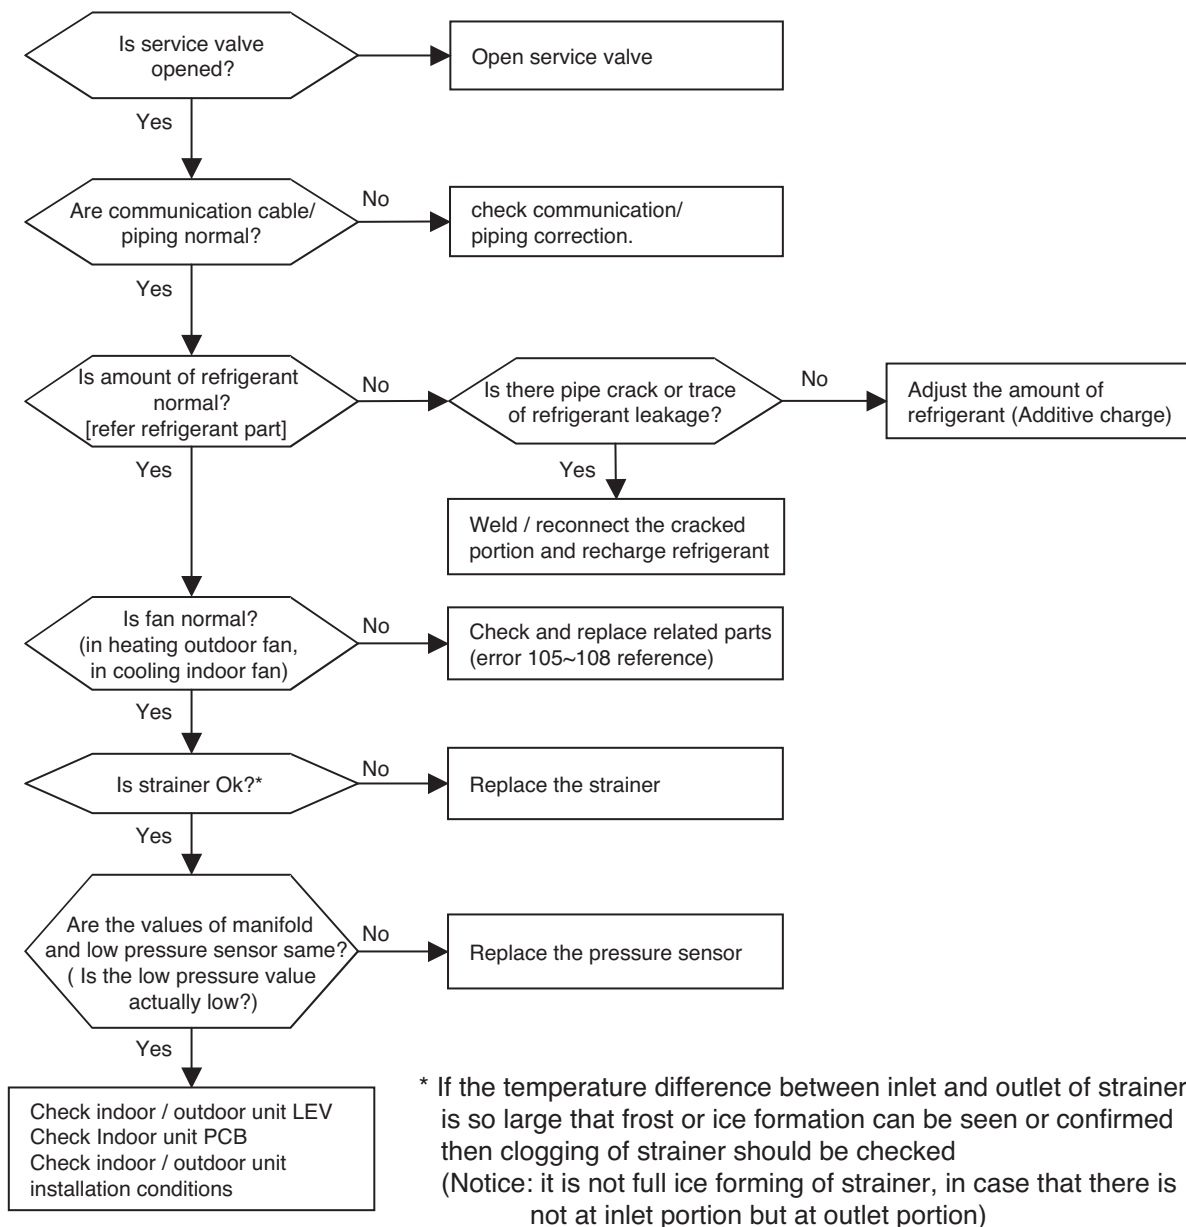 Is service valve
opened?
Open service valve
Yes
Are communication cable/
piping normal?
No
check communication/
piping correction.
Yes
Is amount of refrigerant
normal?
[refer refrigerant part]
No
Is there pipe crack or trace
of refrigerant leakage?
No
Adjust the amount of
refrigerant (Additive charge)
Yes
Yes
Weld / reconnect the cracked
portion and recharge refrigerant
Is fan normal?
(in heating outdoor fan,
in cooling indoor fan)
No
Check and replace related parts
(error 105~108 reference)
Yes
Is strainer Ok?*
No
Replace the strainer
Yes
Are the values of manifold
and low pressure sensor same?
( Is the low pressure value
actually low?)
No
Replace the pressure sensor
Yes
Check indoor / outdoor unit LEV
Check Indoor unit PCB
Check indoor / outdoor unit
installation conditions
* If the temperature difference between inlet and outlet of strainer
is so large that frost or ice formation can be seen or confirmed
then clogging of strainer should be checked
(Notice: it is not full ice forming of strainer, in case that there is
not at inlet portion but at outlet portion)